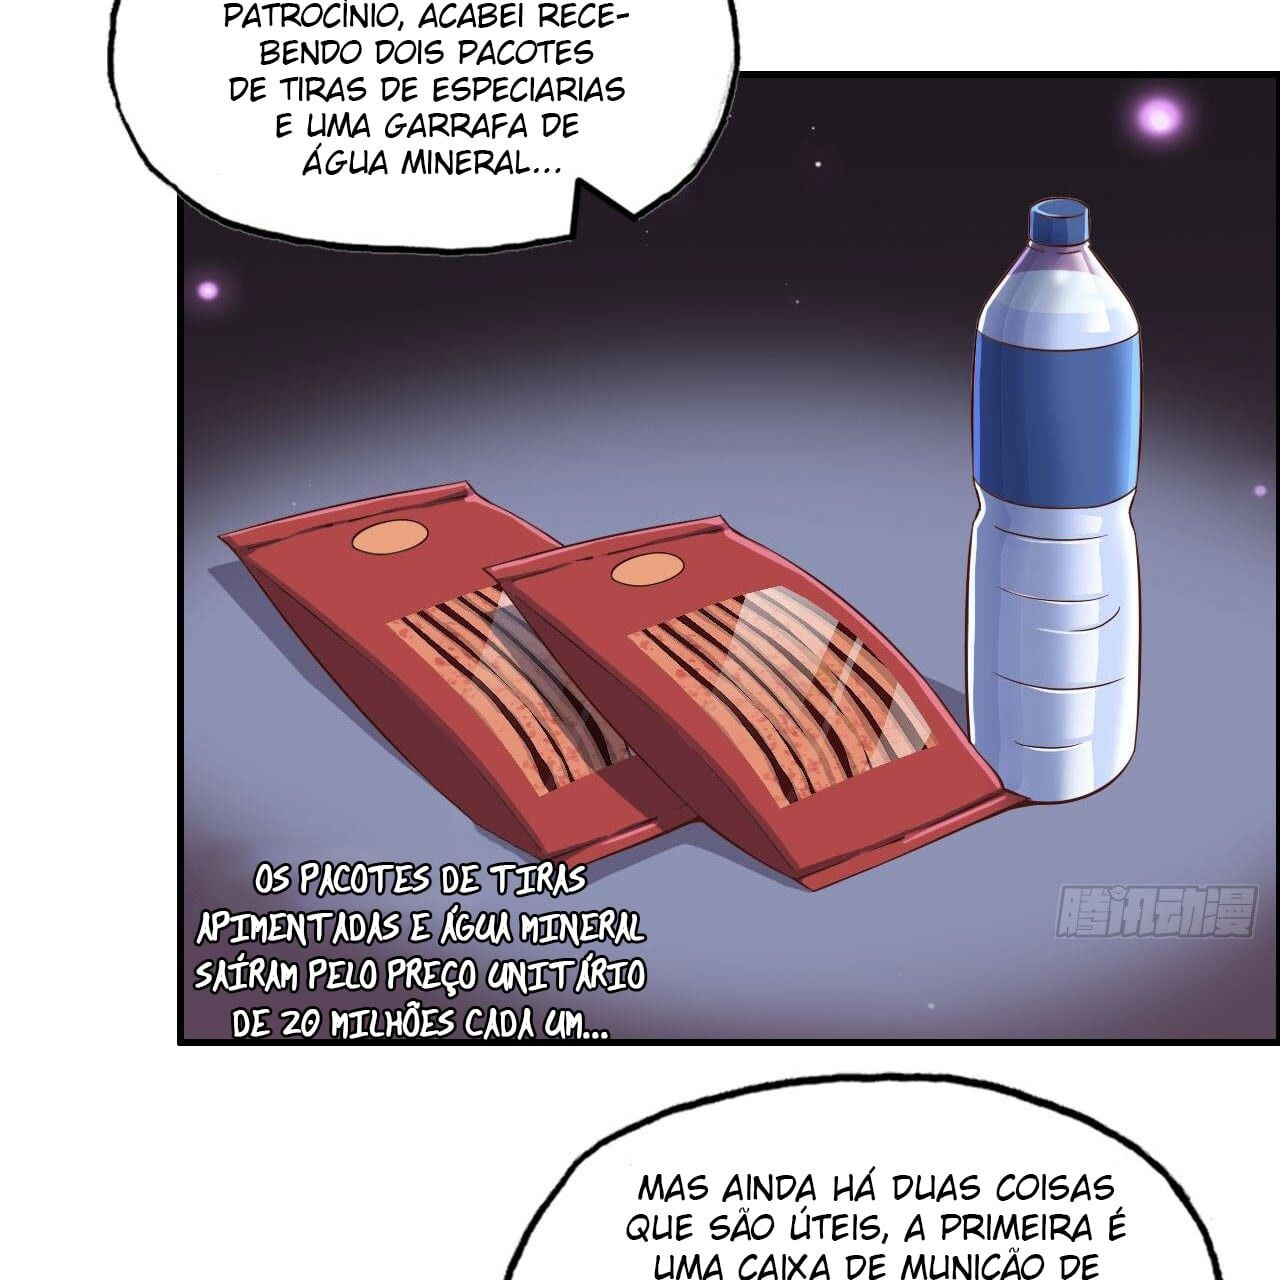 PATROCÍNIO, ACABEI RECE-
BENDO DOIS PACOTES
DE TIRAS DE ESPECIARIAS
E UMA GARRAFA DE
ÁGUA MINERAL...
OS PACOTES DE TIRAS
APIMENTADAS E ÁGUA MINERAL
SAÍRAM PELO PREÇO UNITÁRIO
DE 20 MILHÕES CADA UM...
腾讯动漫
MAS AINDA HÁ DUAS COISAS
QUE SÃO ÚTEIS, A PRIMEIRA É
UMA CAIXA DE MUNIÇÃO DE